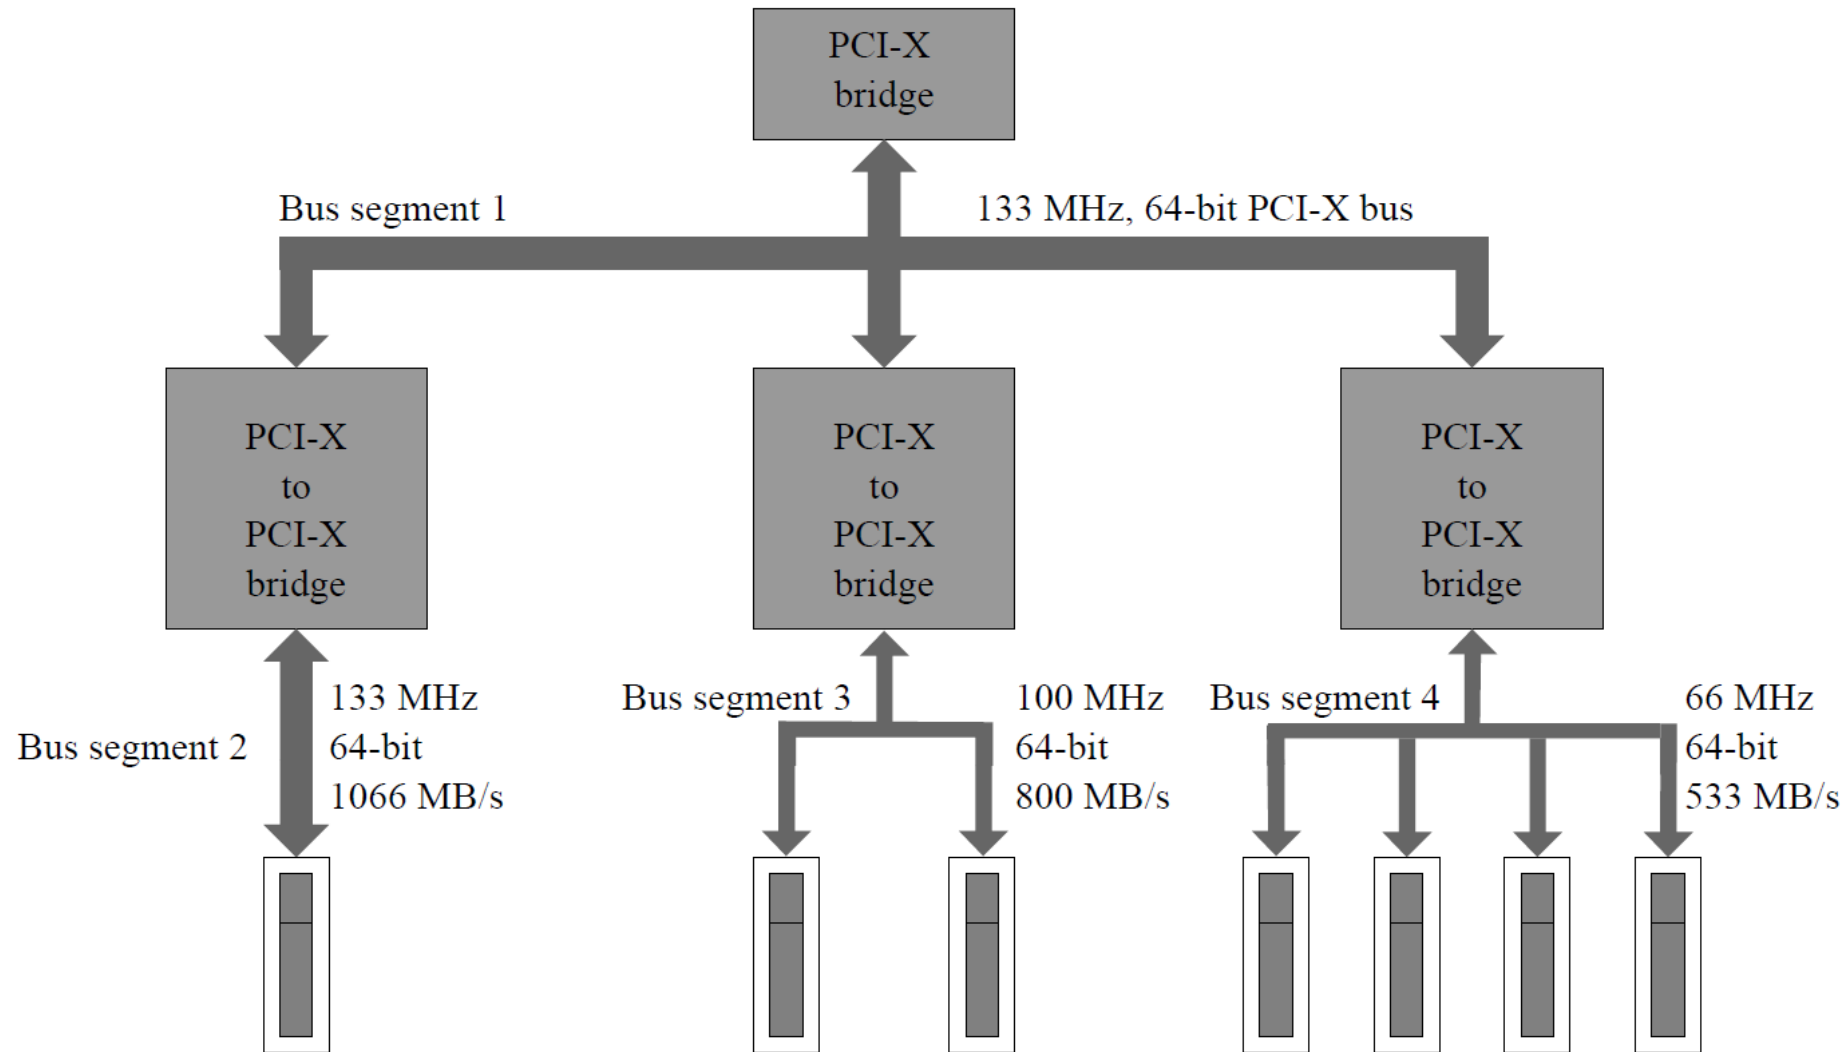 PCI-X
bridge
Bus segment 1
133 MHz, 64-bit PCI-X bus
PCI-X
to
PCI-X
bridge
PCI-X
to
PCI-X
bridge
PCI-X
to
PCI-X
bridge
Bus segment 2
133 MHz
64-bit
1066 MB/s
Bus segment 3
100 MHz
64-bit
800 MB/s
Bus segment 4
66 MHz
64-bit
533 MB/s